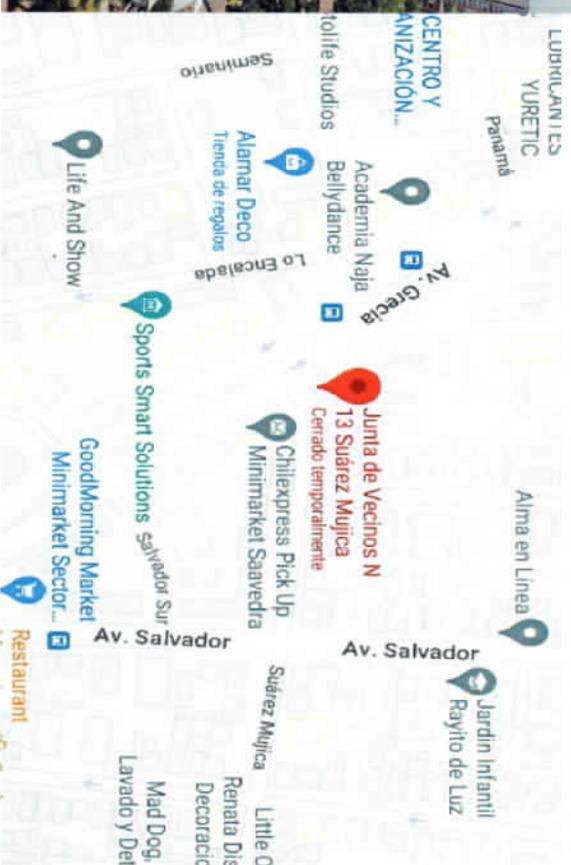 LUBRICANTES
YURETIC
Panamá
Alma en Línea
Jardin Infantil
Rayito de Luz
CENTRO Y
ANIZACIÓN...
Av. Grecia
Av. Salvador
Academia Naja
Bellydance
Junta de Vecinos N
13 Suárez Mujica
Cerrado temporalmente
tolife Studios
Lo Encalada
Chilexpress Pick Up
Minimarket Saavedra
Suárez Mujica
Little C
Renata Dis
Decoracio
Seminario
Alamar Deco
Tienda de regalos
Av. Salvador
Sports Smart Solutions
Salvador Sur
Mad Dog,
Lavado y Det
Life And Show
GoodMorning Market
Minimarket Sector...
Restaurant